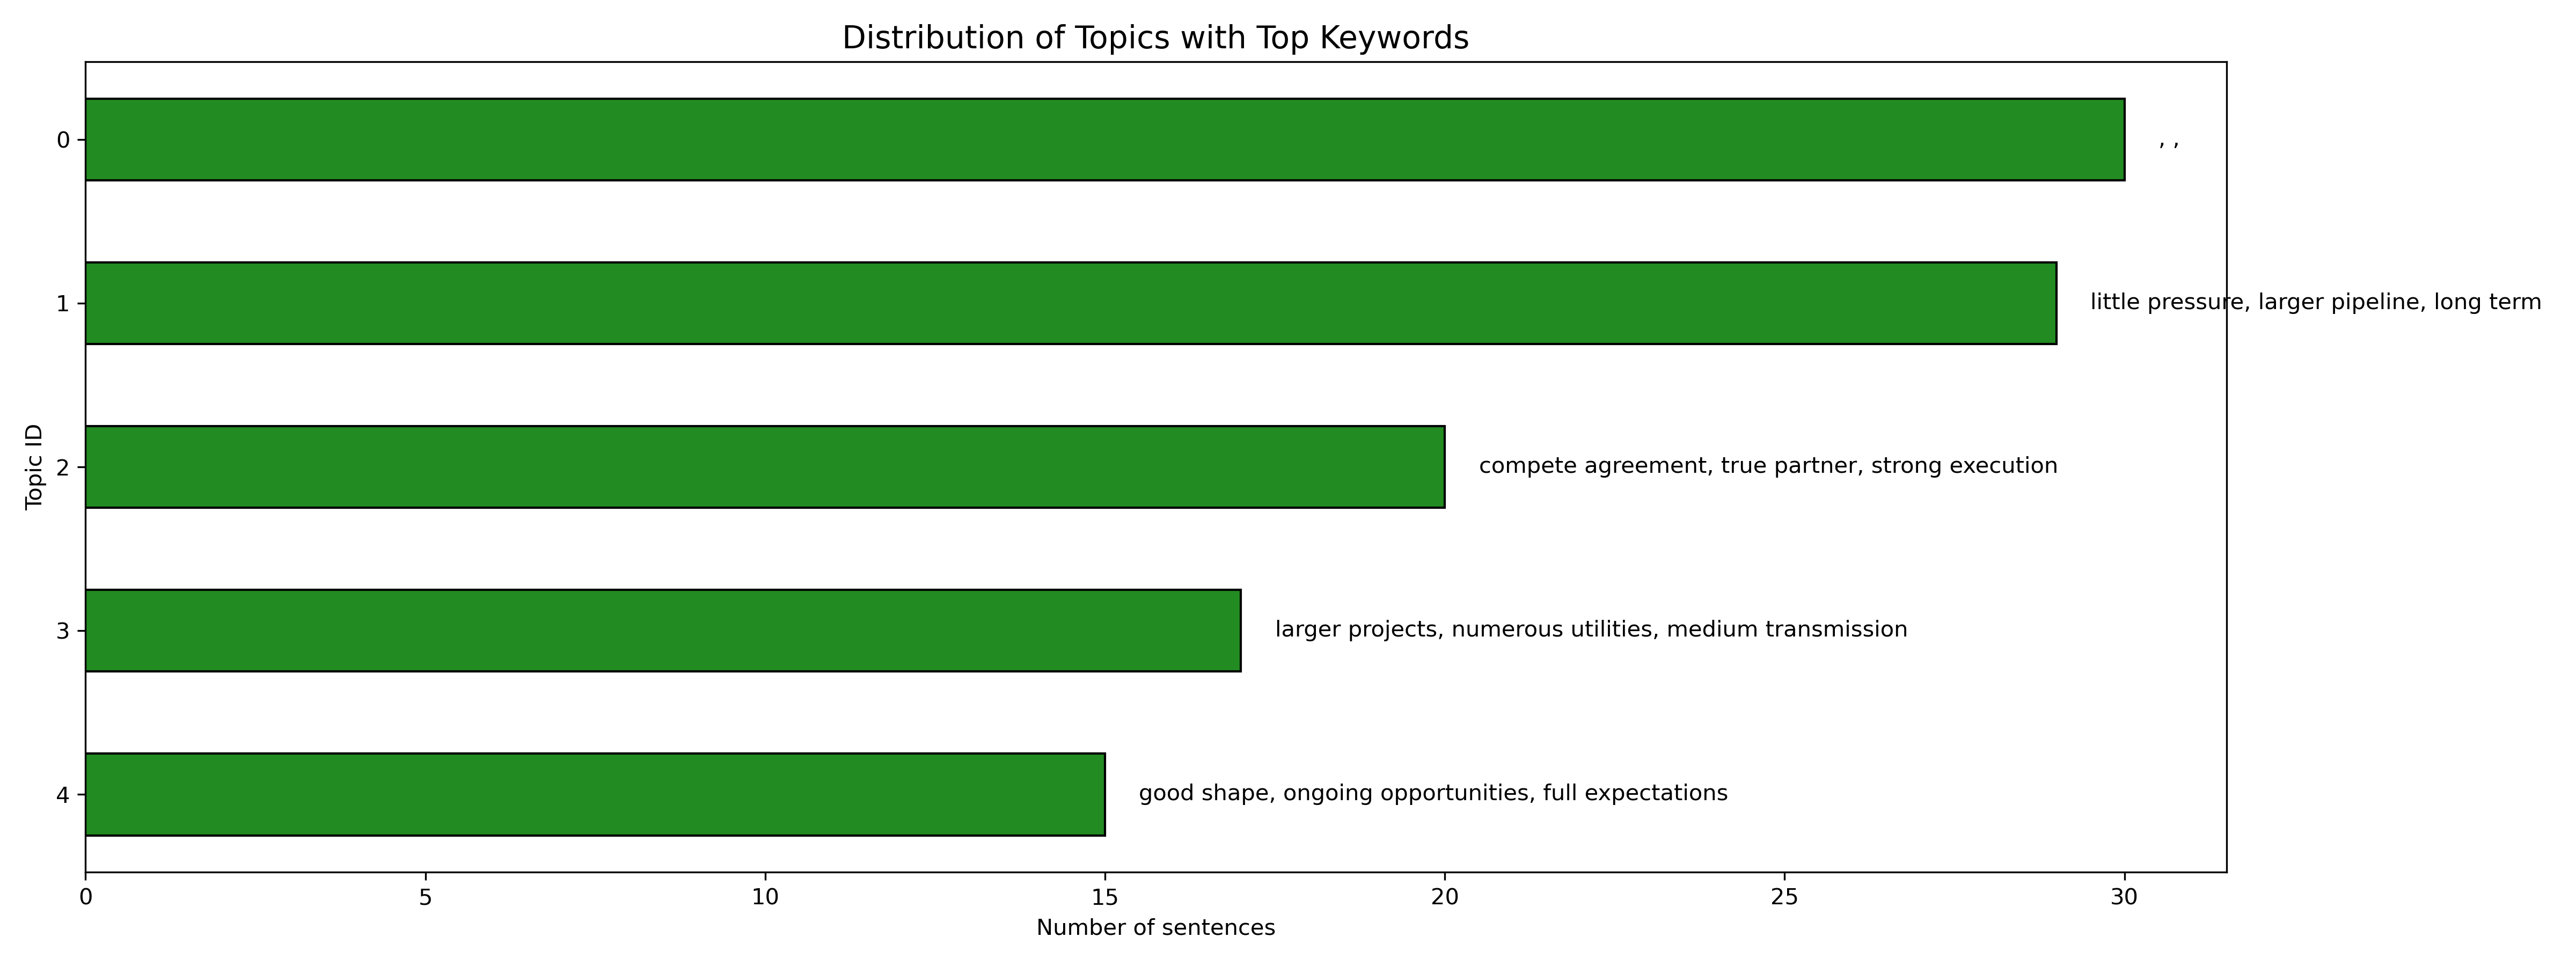 Distribution of Topics with Top Keywords
0
, ,
1
little pressure, larger pipeline, long term
2
compete agreement, true partner, strong execution
3
larger projects, numerous utilities, medium transmission
4
good shape, ongoing opportunities, full expectations
Topic ID
0 5 10 15 20 25 30
Number of sentences